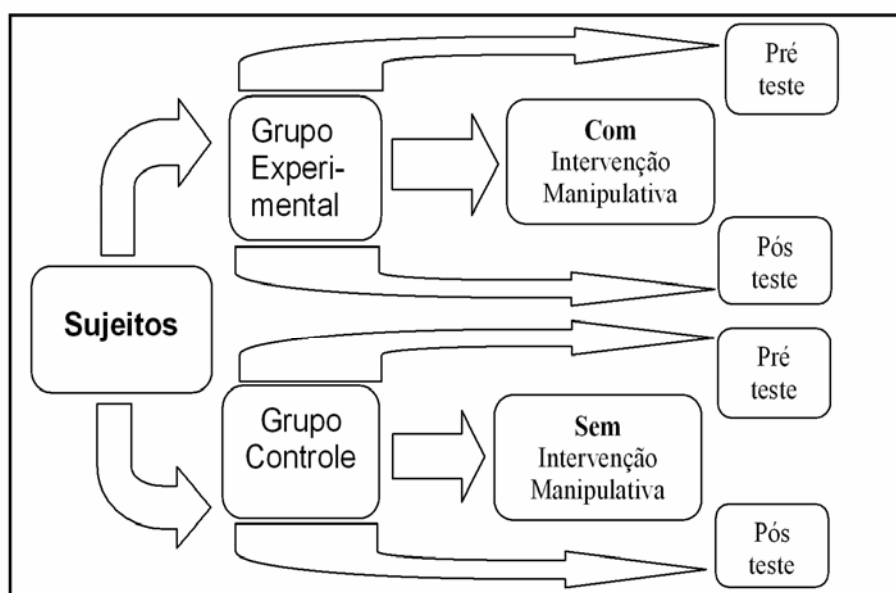 Pré
teste
Grupo
Experi-
mental
Com
Intervenção
Manipulativa
Pós
teste
Sujeitos
Pré
teste
Grupo
Controle
Sem
Intervenção
Manipulativa
Pós
teste